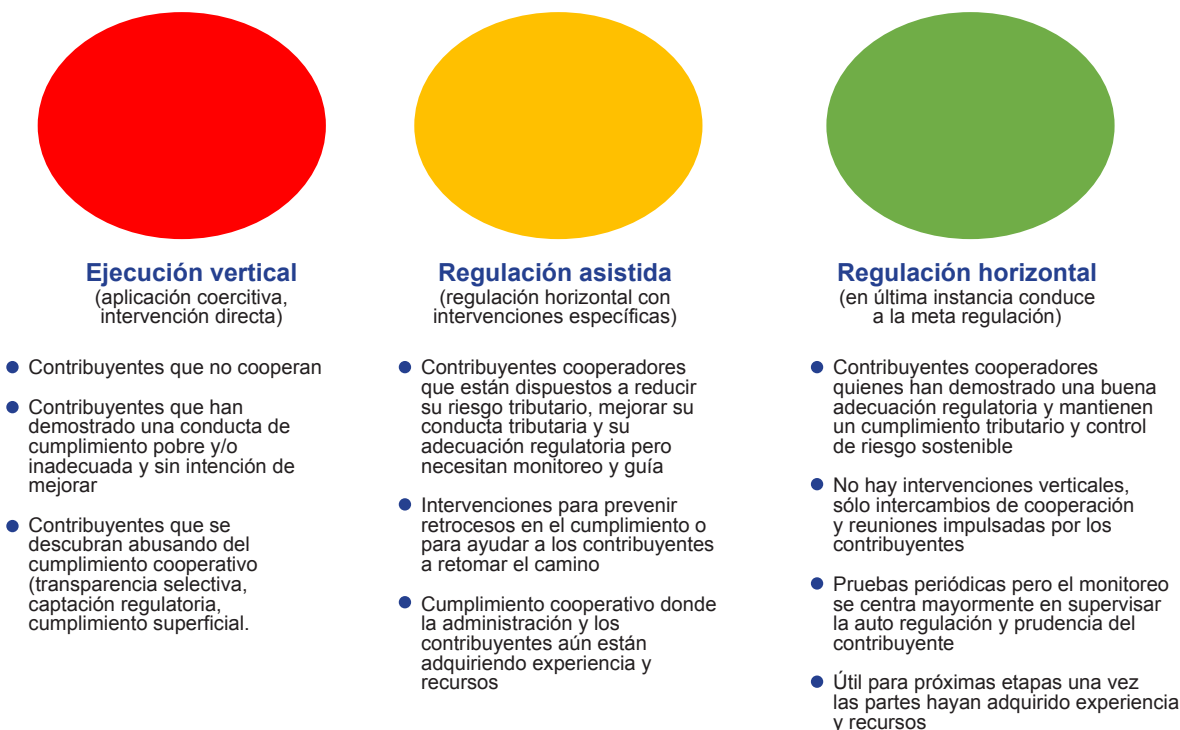 Ejecución vertical
(aplicación coercitiva,
intervención directa)
Contribuyentes que no cooperan
Contribuyentes que han
demostrado una conducta de
cumplimiento pobre y/o
inadecuada y sin intención de
mejorar
Contribuyentes que se
descubran abusando del
cumplimiento cooperativo
(transparencia selectiva,
captación regulatoria,
cumplimiento superficial.
Regulación asistida
(regulación horizontal con
intervenciones específicas)
Contribuyentes cooperadores
que están dispuestos a reducir
su riesgo tributario, mejorar su
conducta tributaria y su
adecuación regulatoria pero
necesitan monitoreo y guía
Intervenciones para prevenir
retrocesos en el cumplimiento o
para ayudar a los contribuyentes
a retomar el camino
Cumplimiento cooperativo donde
la administración y los
contribuyentes aún están
adquiriendo experiencia y
recursos
Regulación horizontal
(en última instancia conduce
a la meta regulación)
Contribuyentes cooperadores
quienes han demostrado una buena
adecuación regulatoria y mantienen
un cumplimiento tributario y control
de riesgo sostenible
No hay intervenciones verticales,
sólo intercambios de cooperación
y reuniones impulsadas por los
contribuyentes
Pruebas periódicas pero el monitoreo
se centra mayormente en supervisar
la auto regulación y prudencia del
contribuyente
Útil para próximas etapas una vez
las partes hayan adquirido experiencia
y recursos